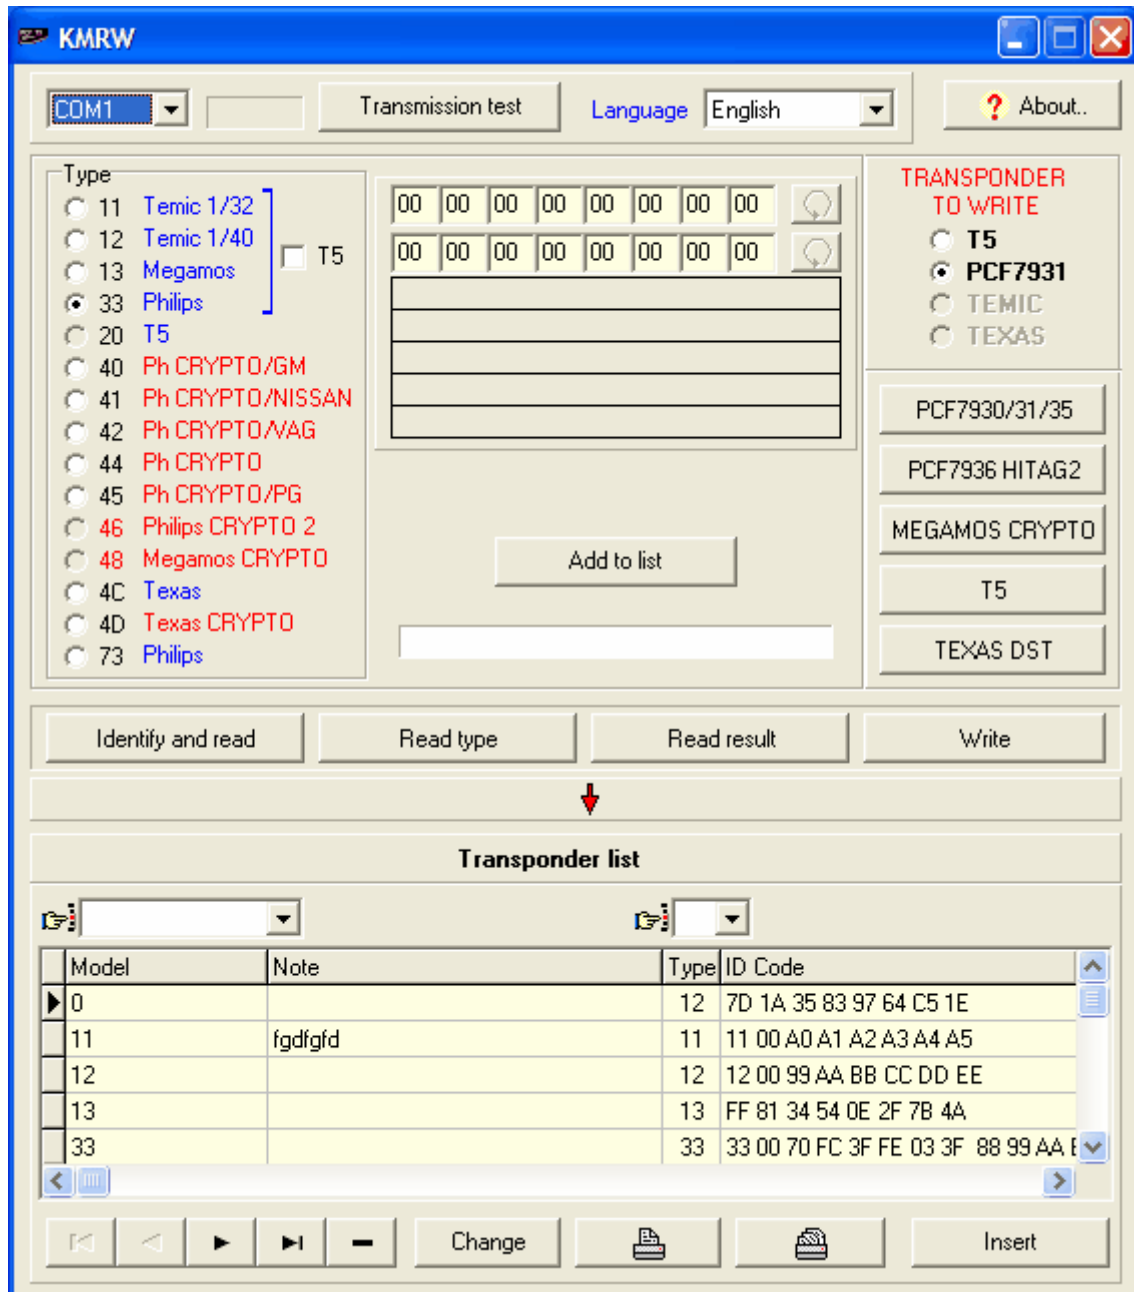 KMRW
COM1 Transmission test Language English ? About..
Type
11 Temic 1/32
12 Temic 1/40
13 Megamos
33 Philips
T5
20 T5
40 Ph CRYPTO/GM
41 Ph CRYPTO/NISSAN
42 Ph CRYPTO/VAG
44 Ph CRYPTO
45 Ph CRYPTO/PG
46 Philips CRYPTO 2
48 Megamos CRYPTO
4C Texas
4D Texas CRYPTO
73 Philips
00 00 00 00 00 00 00 00
00 00 00 00 00 00 00 00
Add to list
TRANSPONDER
TO WRITE
T5
PCF7931
TEMIC
TEXAS
PCF7930/31/35
PCF7936 HITAG2
MEGAMOS CRYPTO
T5
TEXAS DST
Identify and read Read type Read result Write
Transponder list
Model Note Type ID Code
0 12 7D 1A 35 83 97 64 C5 1E
11 fgdfgfd 11 11 00 A0 A1 A2 A3 A4 A5
12 12 12 00 99 AA BB CC DD EE
13 13 FF 81 34 54 0E 2F 7B 4A
33 33 33 00 70 FC 3F FE 03 3F 88 99 AA
Change Insert